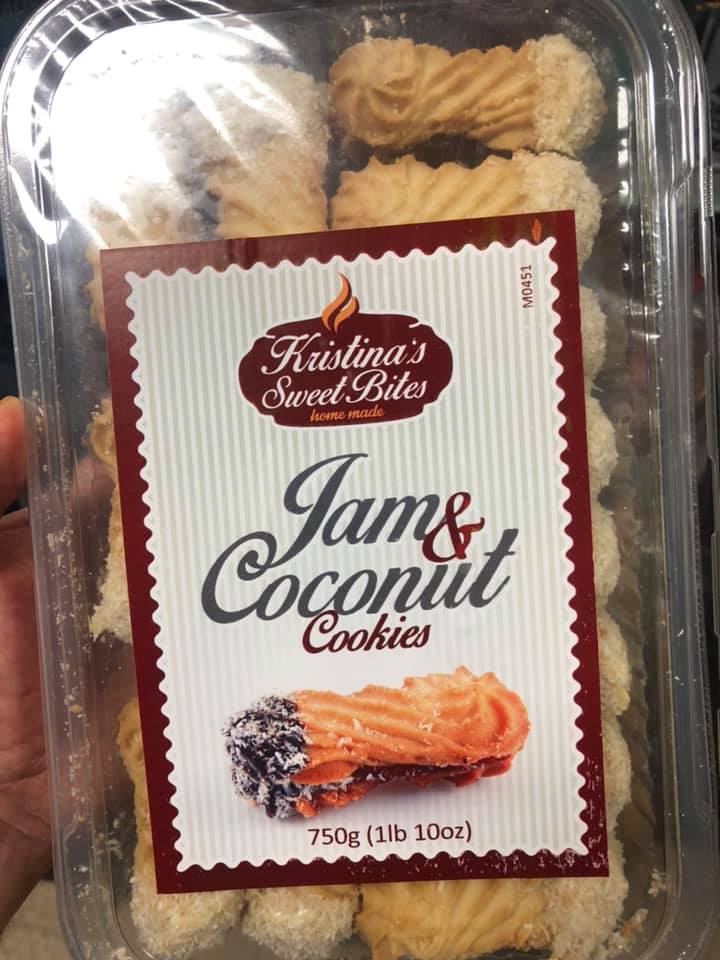 M0451
Kristina's
Sweet Bites
home made
Jam &
Coconut
Cookies
750g (1lb 10oz)